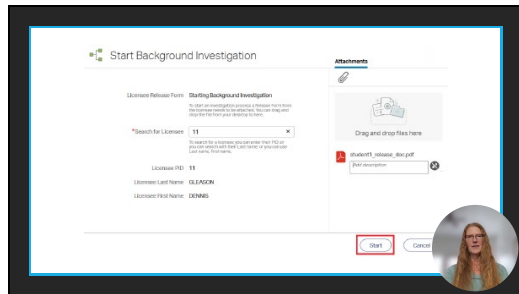 Start Background Investigation
Attachments
Licensee Release Form
Starting Background Investigation
To start an investigation process a Release Form from
the licensee needs to be attached. You can drag and
drop the file from your desktop to here.
*Search for Licensee
11
×
To search for a licensee you can enter their PID or
you can search with their Last name or you can use
Last name, First name.
Drag and drop files here
student11_release_doc.pdf
Add description
Licensee PID
11
Licensee Last Name
GLEASON
Licensee First Name
DENNIS
Start
Cancel